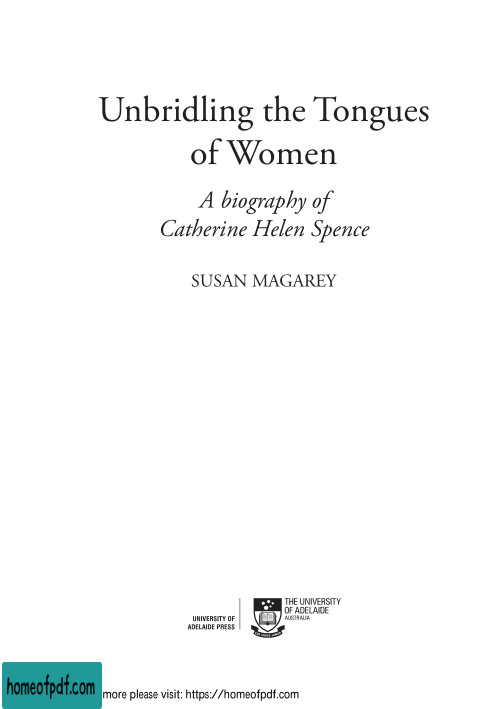 Unbridling the Tongues
of Women
A biography of
Catherine Helen Spence
SUSAN MAGAREY
UNIVERSITY OF
ADELAIDE PRESS
THE UNIVERSITY
OF ADELAIDE
AUSTRALIA
homeofpdf.com
more please visit: https://homeofpdf.com